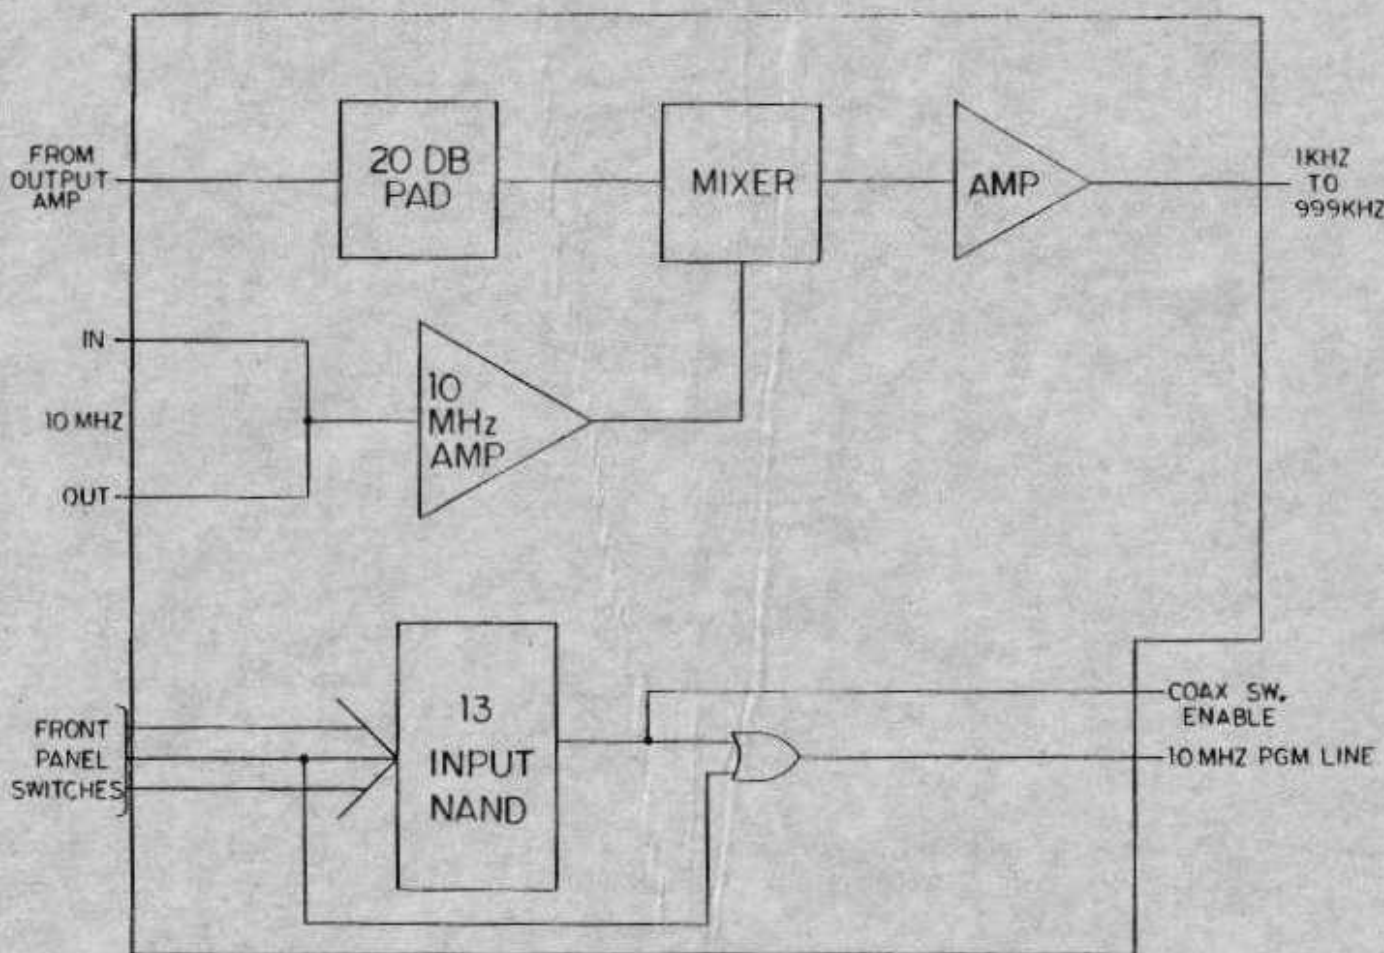 FROM
OUTPUT
AMP
20 DB
PAD
MIXER
AMP
1KHZ
TO
999KHZ
IN
10 MHZ
OUT
10
MHz
AMP
FRONT
PANEL
SWITCHES
13
INPUT
NAND
COAX SW.
ENABLE
10 MHZ PGM LINE